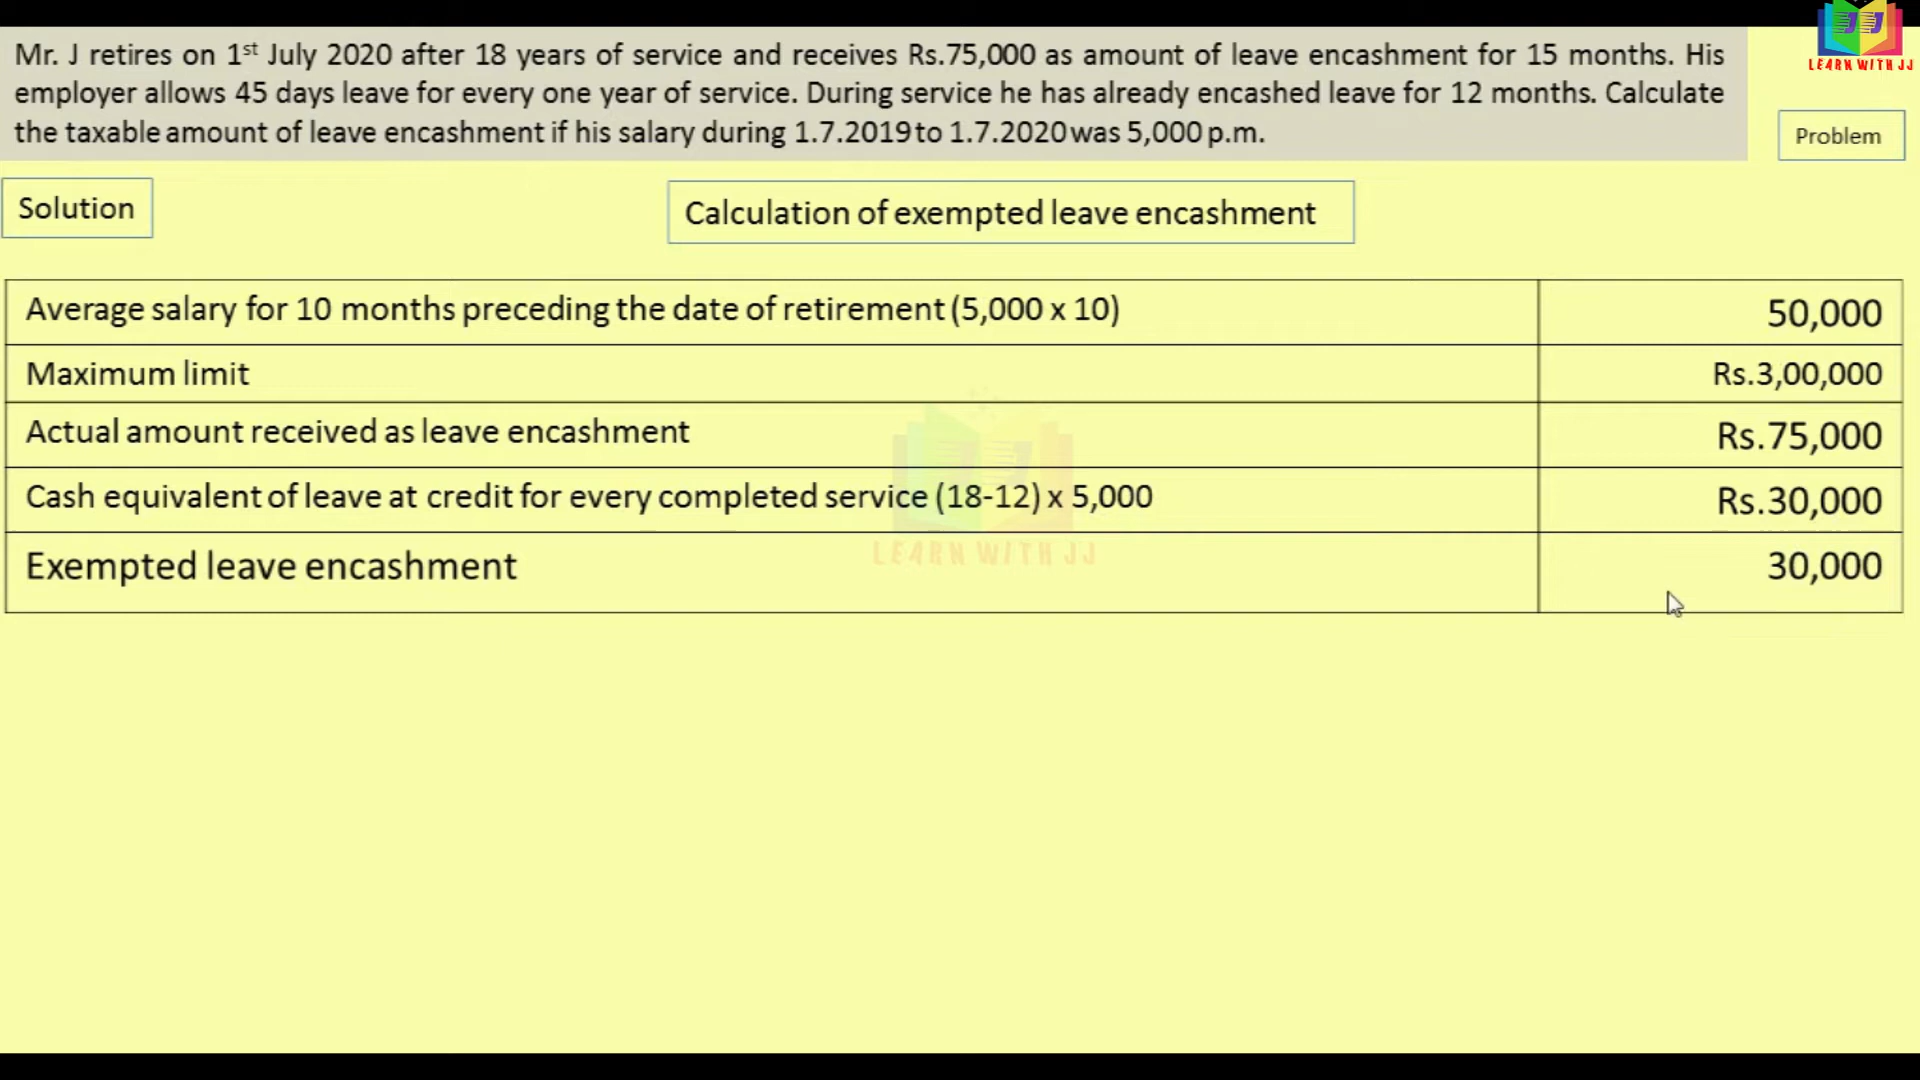 LEARN WITH JJ
Mr. J retires on 1st July 2020 after 18 years of service and receives Rs.75,000 as amount of leave encashment for 15 months. His
employer allows 45 days leave for every one year of service. During service he has already encashed leave for 12 months. Calculate
the taxable amount of leave encashment if his salary during 1.7.2019 to 1.7.2020 was 5,000 p.m.
Problem
Solution
Calculation of exempted leave encashment
Average salary for 10 months preceding the date of retirement (5,000 x 10) 50,000
Maximum limit Rs.3,00,000
Actual amount received as leave encashment Rs.75,000
Cash equivalent of leave at credit for every completed service (18-12) x 5,000 Rs.30,000
LEARN WITH JJ
Exempted leave encashment 30,000